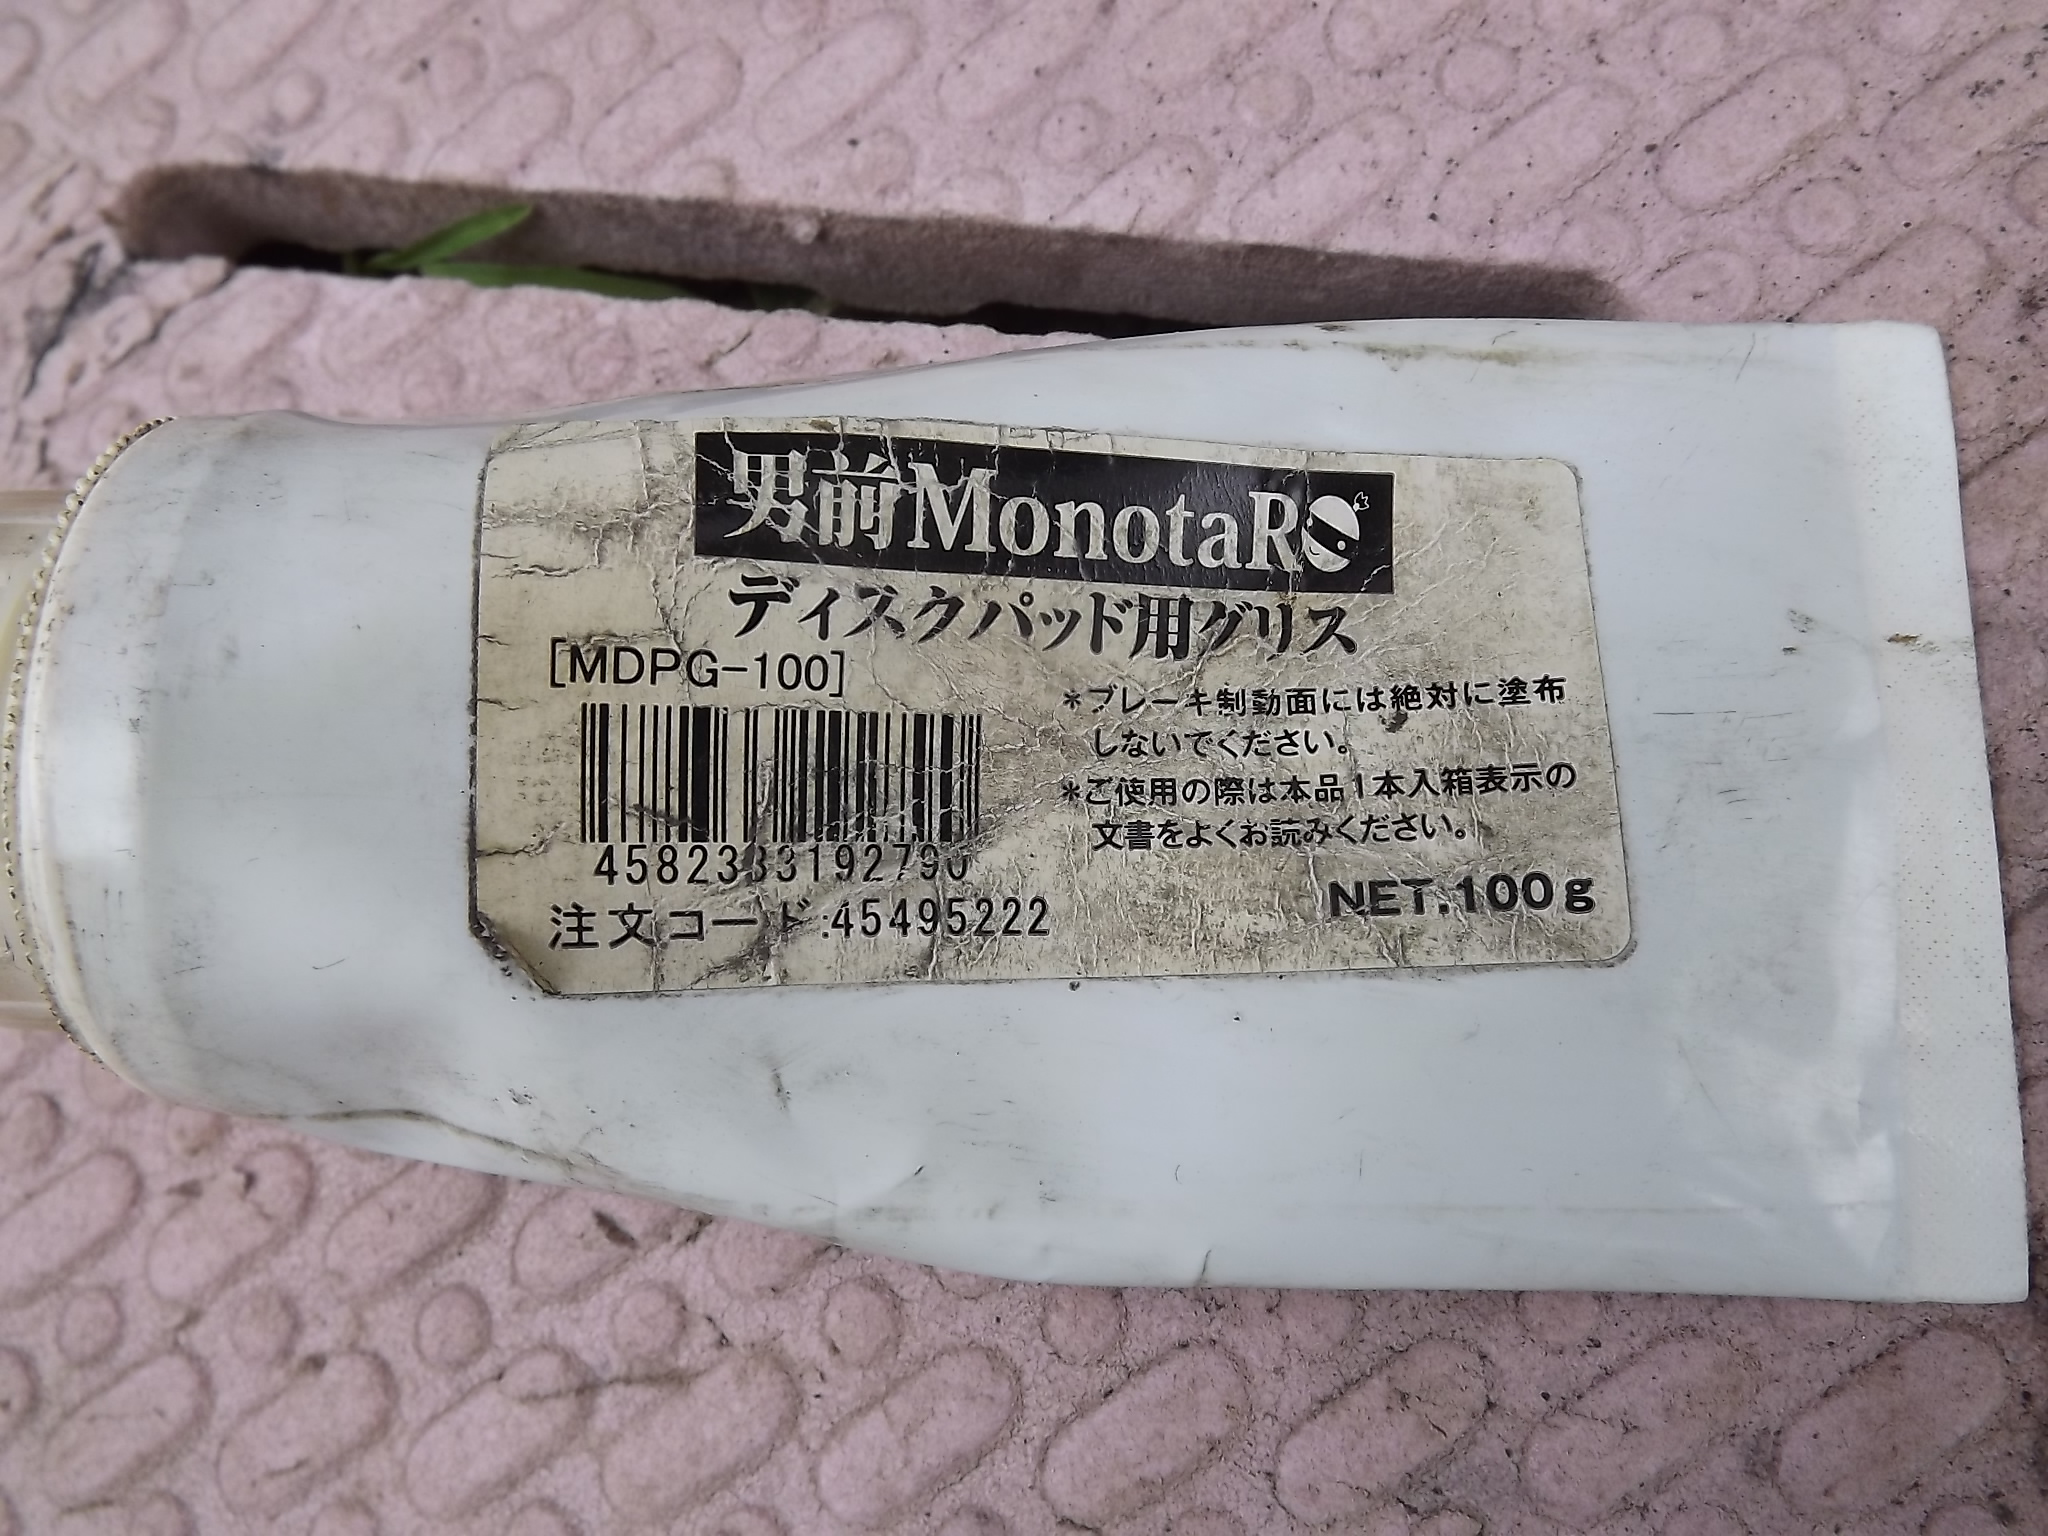 男前MonotaRO
ディスクパッド用グリス
[MDPG-100]
4582383192790
注文コード:45495222
*ブレーキ制動面には絶対に塗布
しないでください。
*ご使用の際は本品1本入箱表示の
文書をよくお読みください。
NET.100g